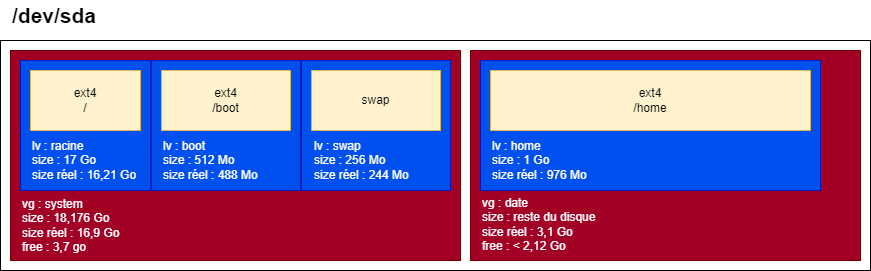 /dev/sda
ext4
/
lv : racine
size : 17 Go
size réel : 16,21 Go
ext4
/boot
lv : boot
size : 512 Mo
size réel : 488 Mo
swap
lv : swap
size : 256 Mo
size réel : 244 Mo
vg : system
size : 18,176 Go
size réel : 16,9 Go
free : 3,7 go
ext4
/home
lv : home
size : 1 Go
size réel : 976 Mo
vg : date
size : reste du disque
size réel : 3,1 Go
free : < 2,12 Go